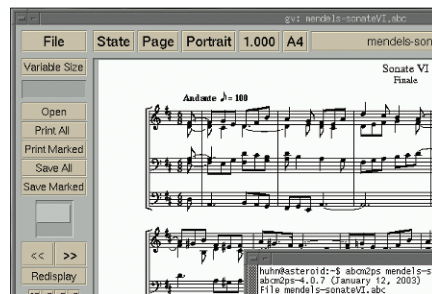 gv: mendels-sonateVI.abc
File State Page Portrait 1.000 A4 mendels-son
Variable Size
Open
Print All
Print Marked
Save All
Save Marked
<< >>
Redisplay
Sonate VI
Finale
Andante ♪= 100
huhn@asteroid:~$ abcm2ps mendels-s
abcm2ps-4.0.7 (January 12, 2003)
File mendels-sonateVI.abc